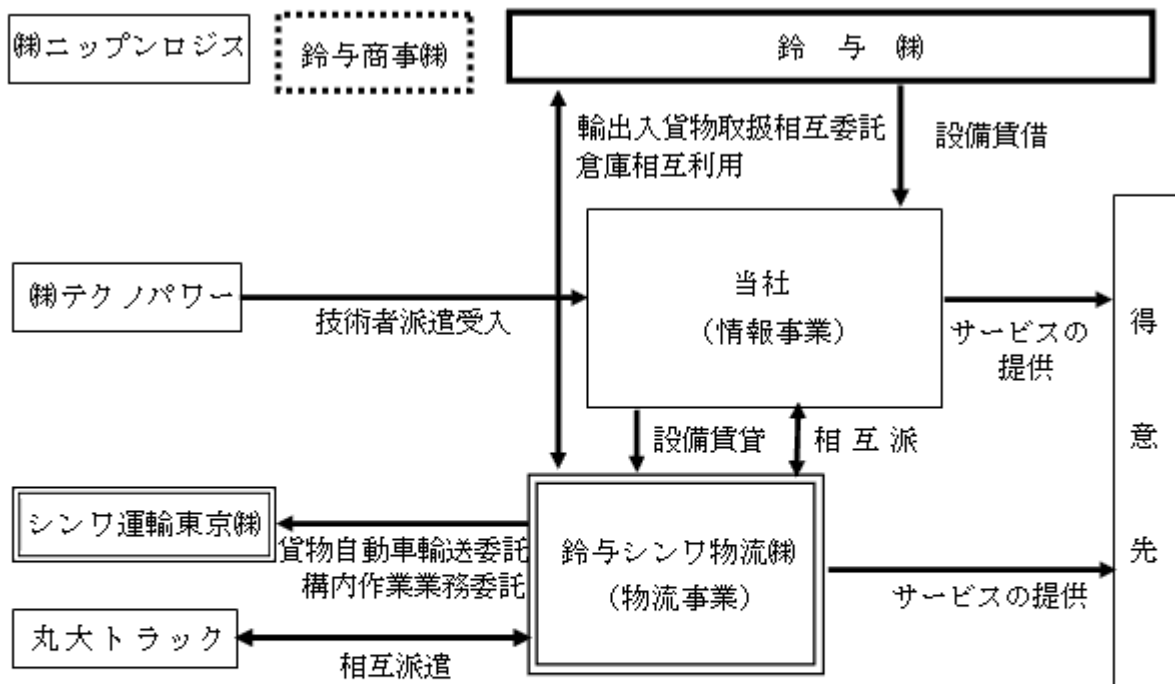 ㈱ニップンロジス
鈴与商事㈱
鈴 与 ㈱
輸出入貨物取扱相互委託
倉庫相互利用
設備賃借
㈱テクノパワー
技術者派遣受入
当社
（情報事業）
サービスの
提供
得意先
設備賃貸
相互派
シンワ運輸東京㈱
貨物自動車輸送委託
構内作業業務委託
鈴与シンワ物流㈱
（物流事業）
サービスの提供
丸大トラック
相互派遣